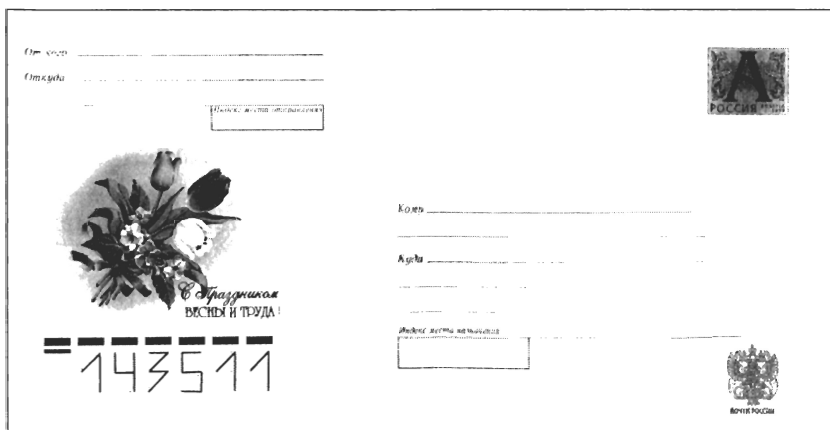 От кого
Откуда
Индекс места отправления
А
РОССИЯ
С Праздником
ВЕСНЫ И ТРУДА!
143511
Кому
Куда
Индекс места назначения
ПОЧТА РОССИИ